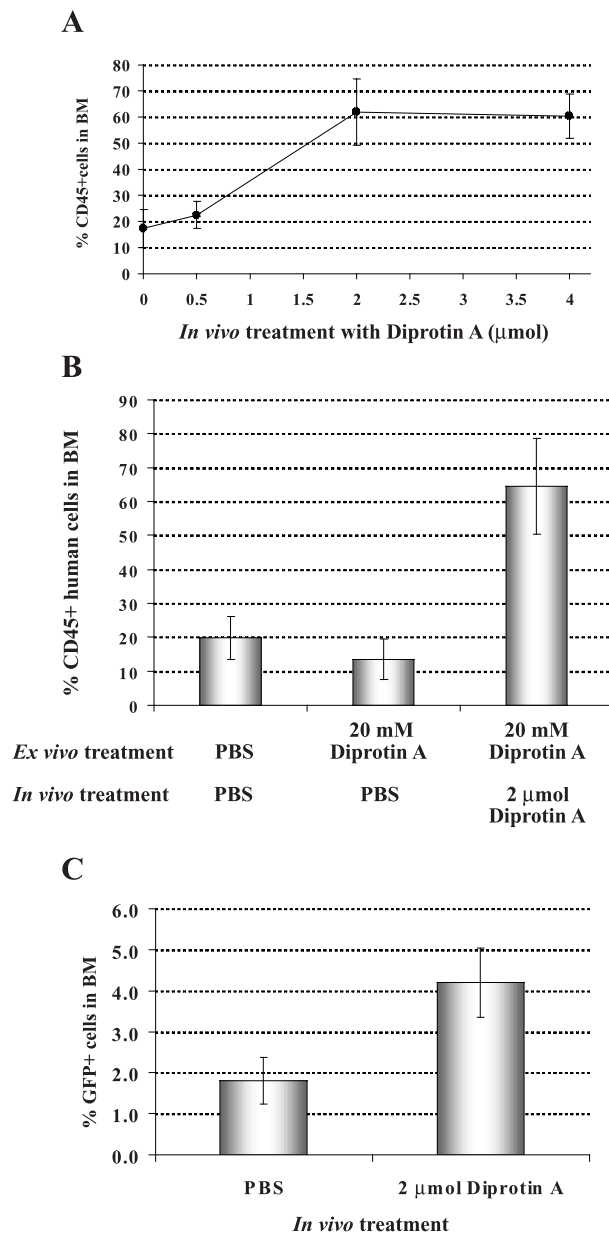 A
80
70
60
50
40
30
20
10
0
% CD45+cells in BM
0 0.5 1 1.5 2 2.5 3 3.5 4
In vivo treatment with Diprotin A (μmol)
B
90
80
70
60
50
40
30
20
10
0
% CD45+ human cells in BM
Ex vivo treatment PBS 20 mM Diprotin A 20 mM Diprotin A
In vivo treatment PBS PBS 2 μmol Diprotin A
C
6.0
5.0
4.0
3.0
2.0
1.0
0.0
% GFP+ cells in BM
PBS 2 μmol Diprotin A
In vivo treatment